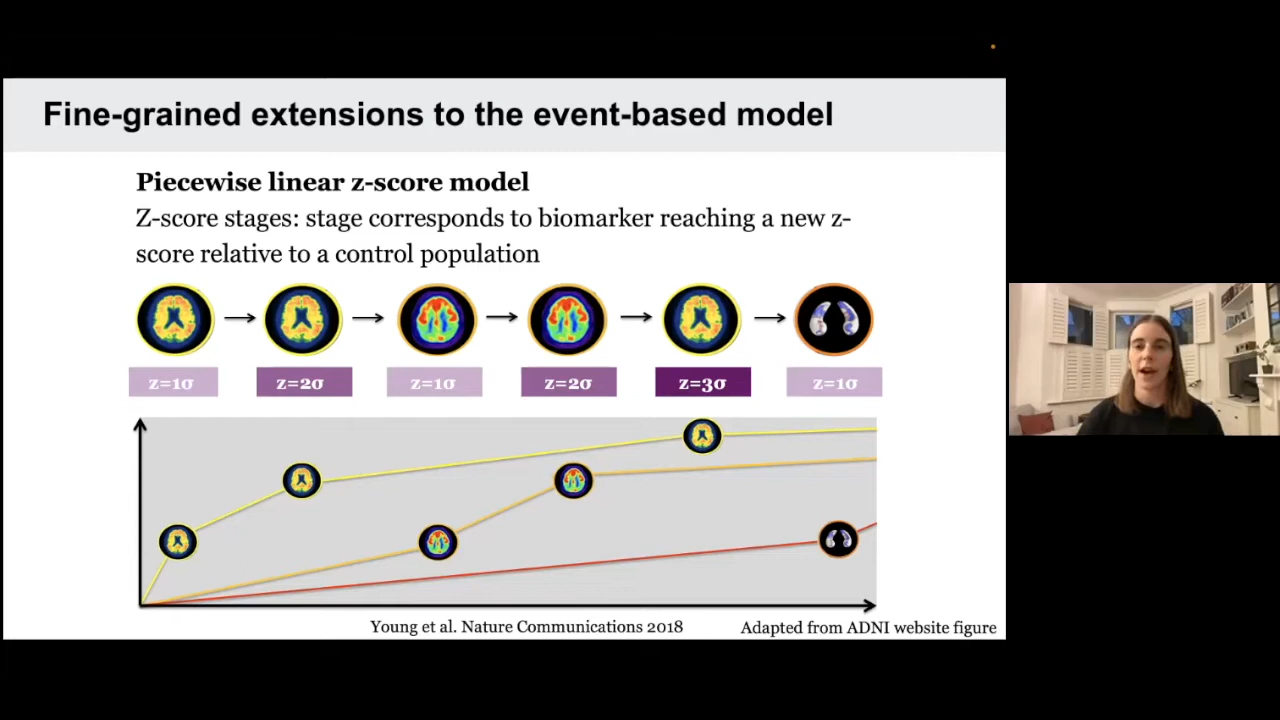 Fine-grained extensions to the event-based model
Piecewise linear z-score model
Z-score stages: stage corresponds to biomarker reaching a new z-
score relative to a control population
z=1σ z=2σ z=1σ z=2σ z=3σ z=1σ
Young et al. Nature Communications 2018
Adapted from ADNI website figure